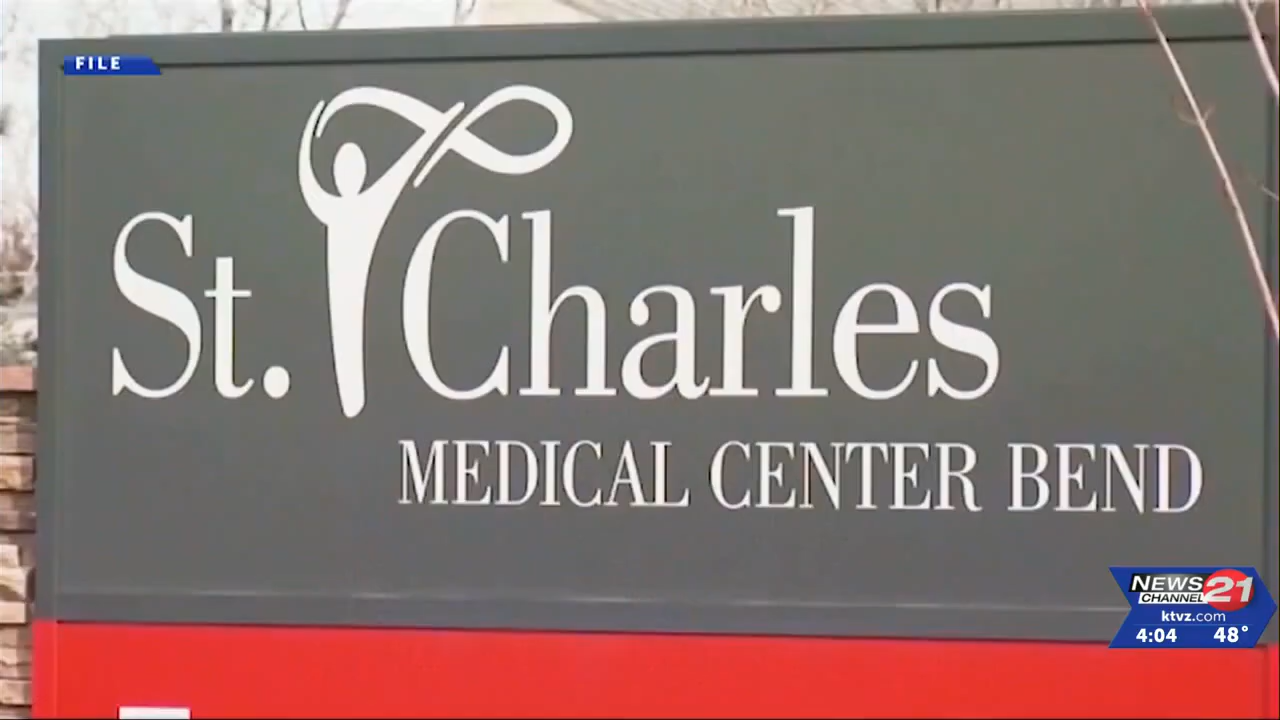 FILE
St. Charles
MEDICAL CENTER BEND
NEWS 21
CHANNEL
ktvz.com
4:04 48°